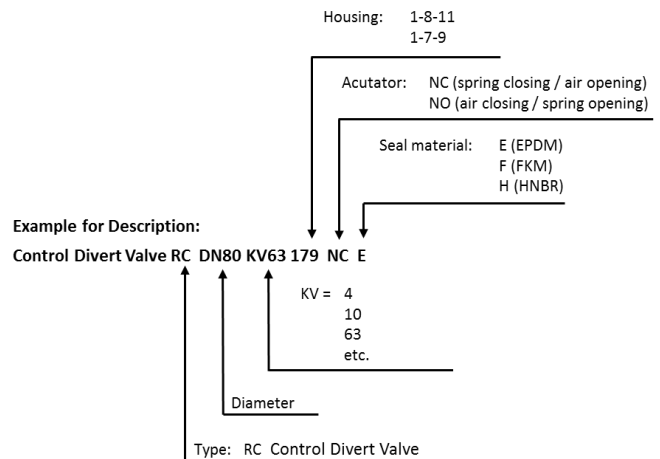 Housing: 1-8-11
1-7-9
Acutator: NC (spring closing / air opening)
NO (air closing / spring opening)
Seal material: E (EPDM)
F (FKM)
H (HNBR)
Example for Description:
Control Divert Valve RC DN80 KV63 179 NC E
KV = 4
10
63
etc.
Diameter
Type: RC Control Divert Valve